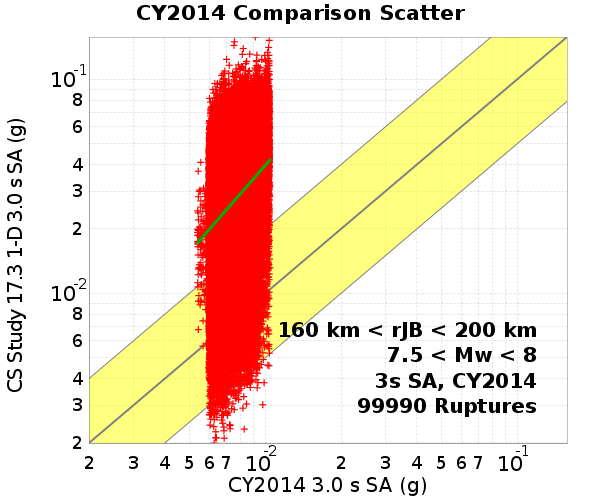 CY2014 Comparison Scatter
CS Study 17.3 1-D 3.0 s SA (g)
10-1
8
6
4
3
2
10-2
8
6
4
3
2
160 km < rJB < 200 km
7.5 < Mw < 8
3s SA, CY2014
99990 Ruptures
2 3 4 5 6 7 10-2 2 3 4 5 6 7 10-1
CY2014 3.0 s SA (g)